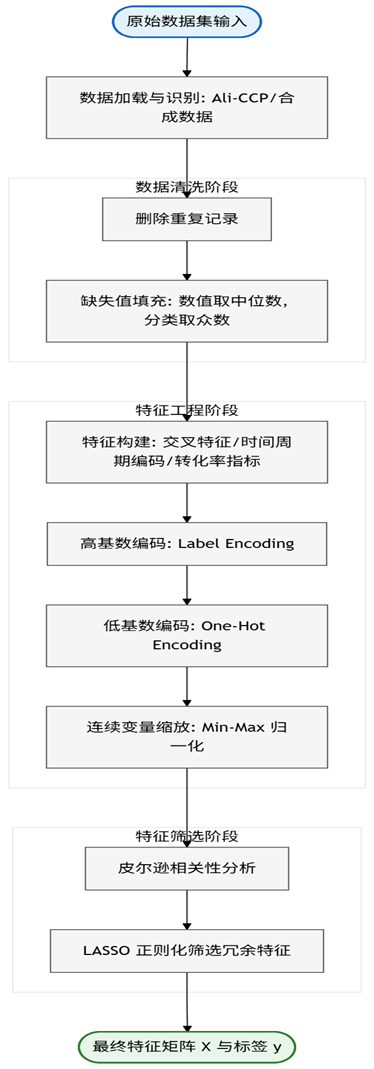 原始数据集输入
数据加载与识别: Ali-CCP/合
成数据
数据清洗阶段
删除重复记录
缺失值填充: 数值取中位数,
分类取众数
特征工程阶段
特征构建: 交叉特征/时间周
期编码/转化率指标
高基数编码: Label Encoding
低基数编码: One-Hot
Encoding
连续变量缩放: Min-Max 归
一化
特征筛选阶段
皮尔逊相关性分析
LASSO 正则化筛选冗余特征
最终特征矩阵 X 与标签 y